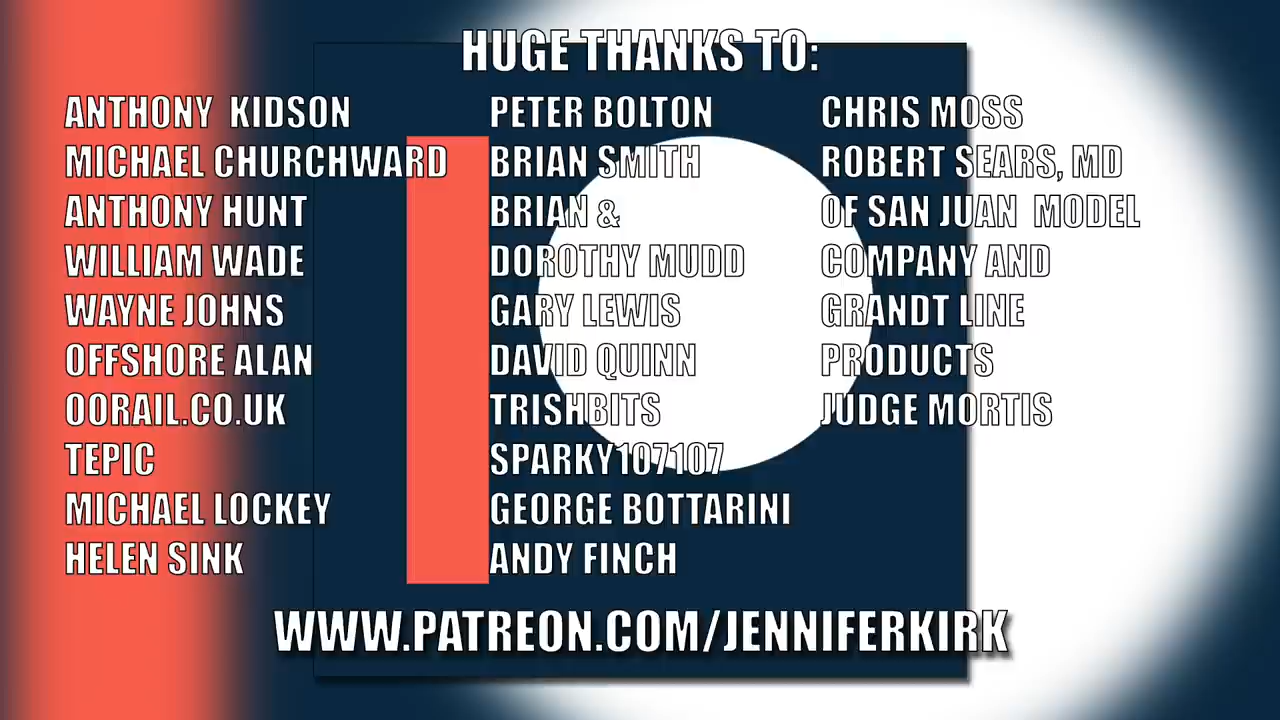 HUGE THANKS TO:
ANTHONY KIDSON
MICHAEL CHURCHWARD
ANTHONY HUNT
WILLIAM WADE
WAYNE JOHNS
OFFSHORE ALAN
OORAIL.CO.UK
TEPIC
MICHAEL LOCKEY
HELEN SINK
PETER BOLTON
BRIAN SMITH
BRIAN &
DOROTHY MUDD
GARY LEWIS
DAVID QUINN
TRISHBITS
SPARKY107107
GEORGE BOTTARINI
ANDY FINCH
CHRIS MOSS
ROBERT SEARS, MD
OF SAN JUAN MODEL
COMPANY AND
GRANDT LINE
PRODUCTS
JUDGE MORTIS
WWW.PATREON.COM/JENNIFERKIRK